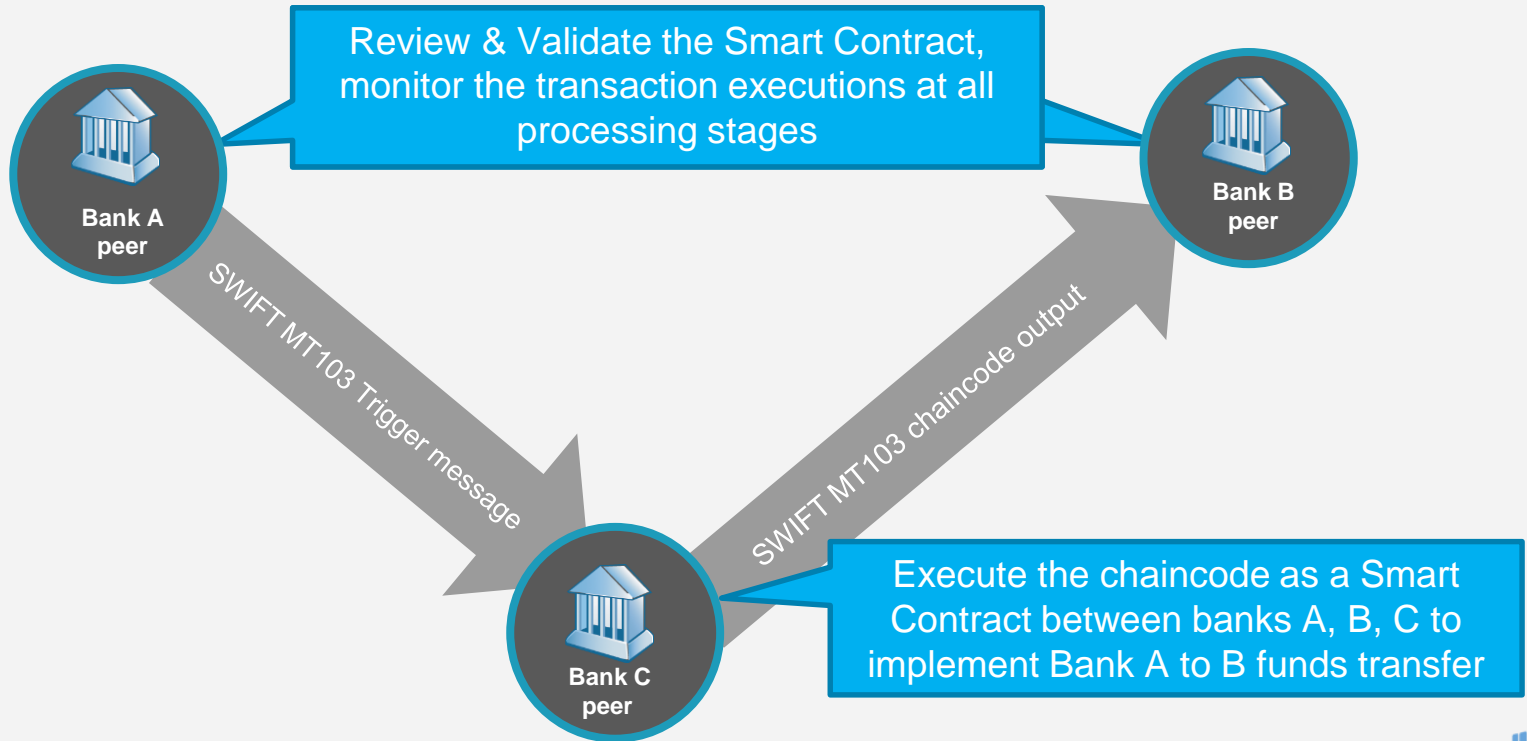 Review & Validate the Smart Contract,
monitor the transaction executions at all
processing stages
Bank A
peer
Bank B
peer
SWIFT MT103 Trigger message
SWIFT MT103 chaincode output
Bank C
peer
Execute the chaincode as a Smart
Contract between banks A, B, C to
implement Bank A to B funds transfer